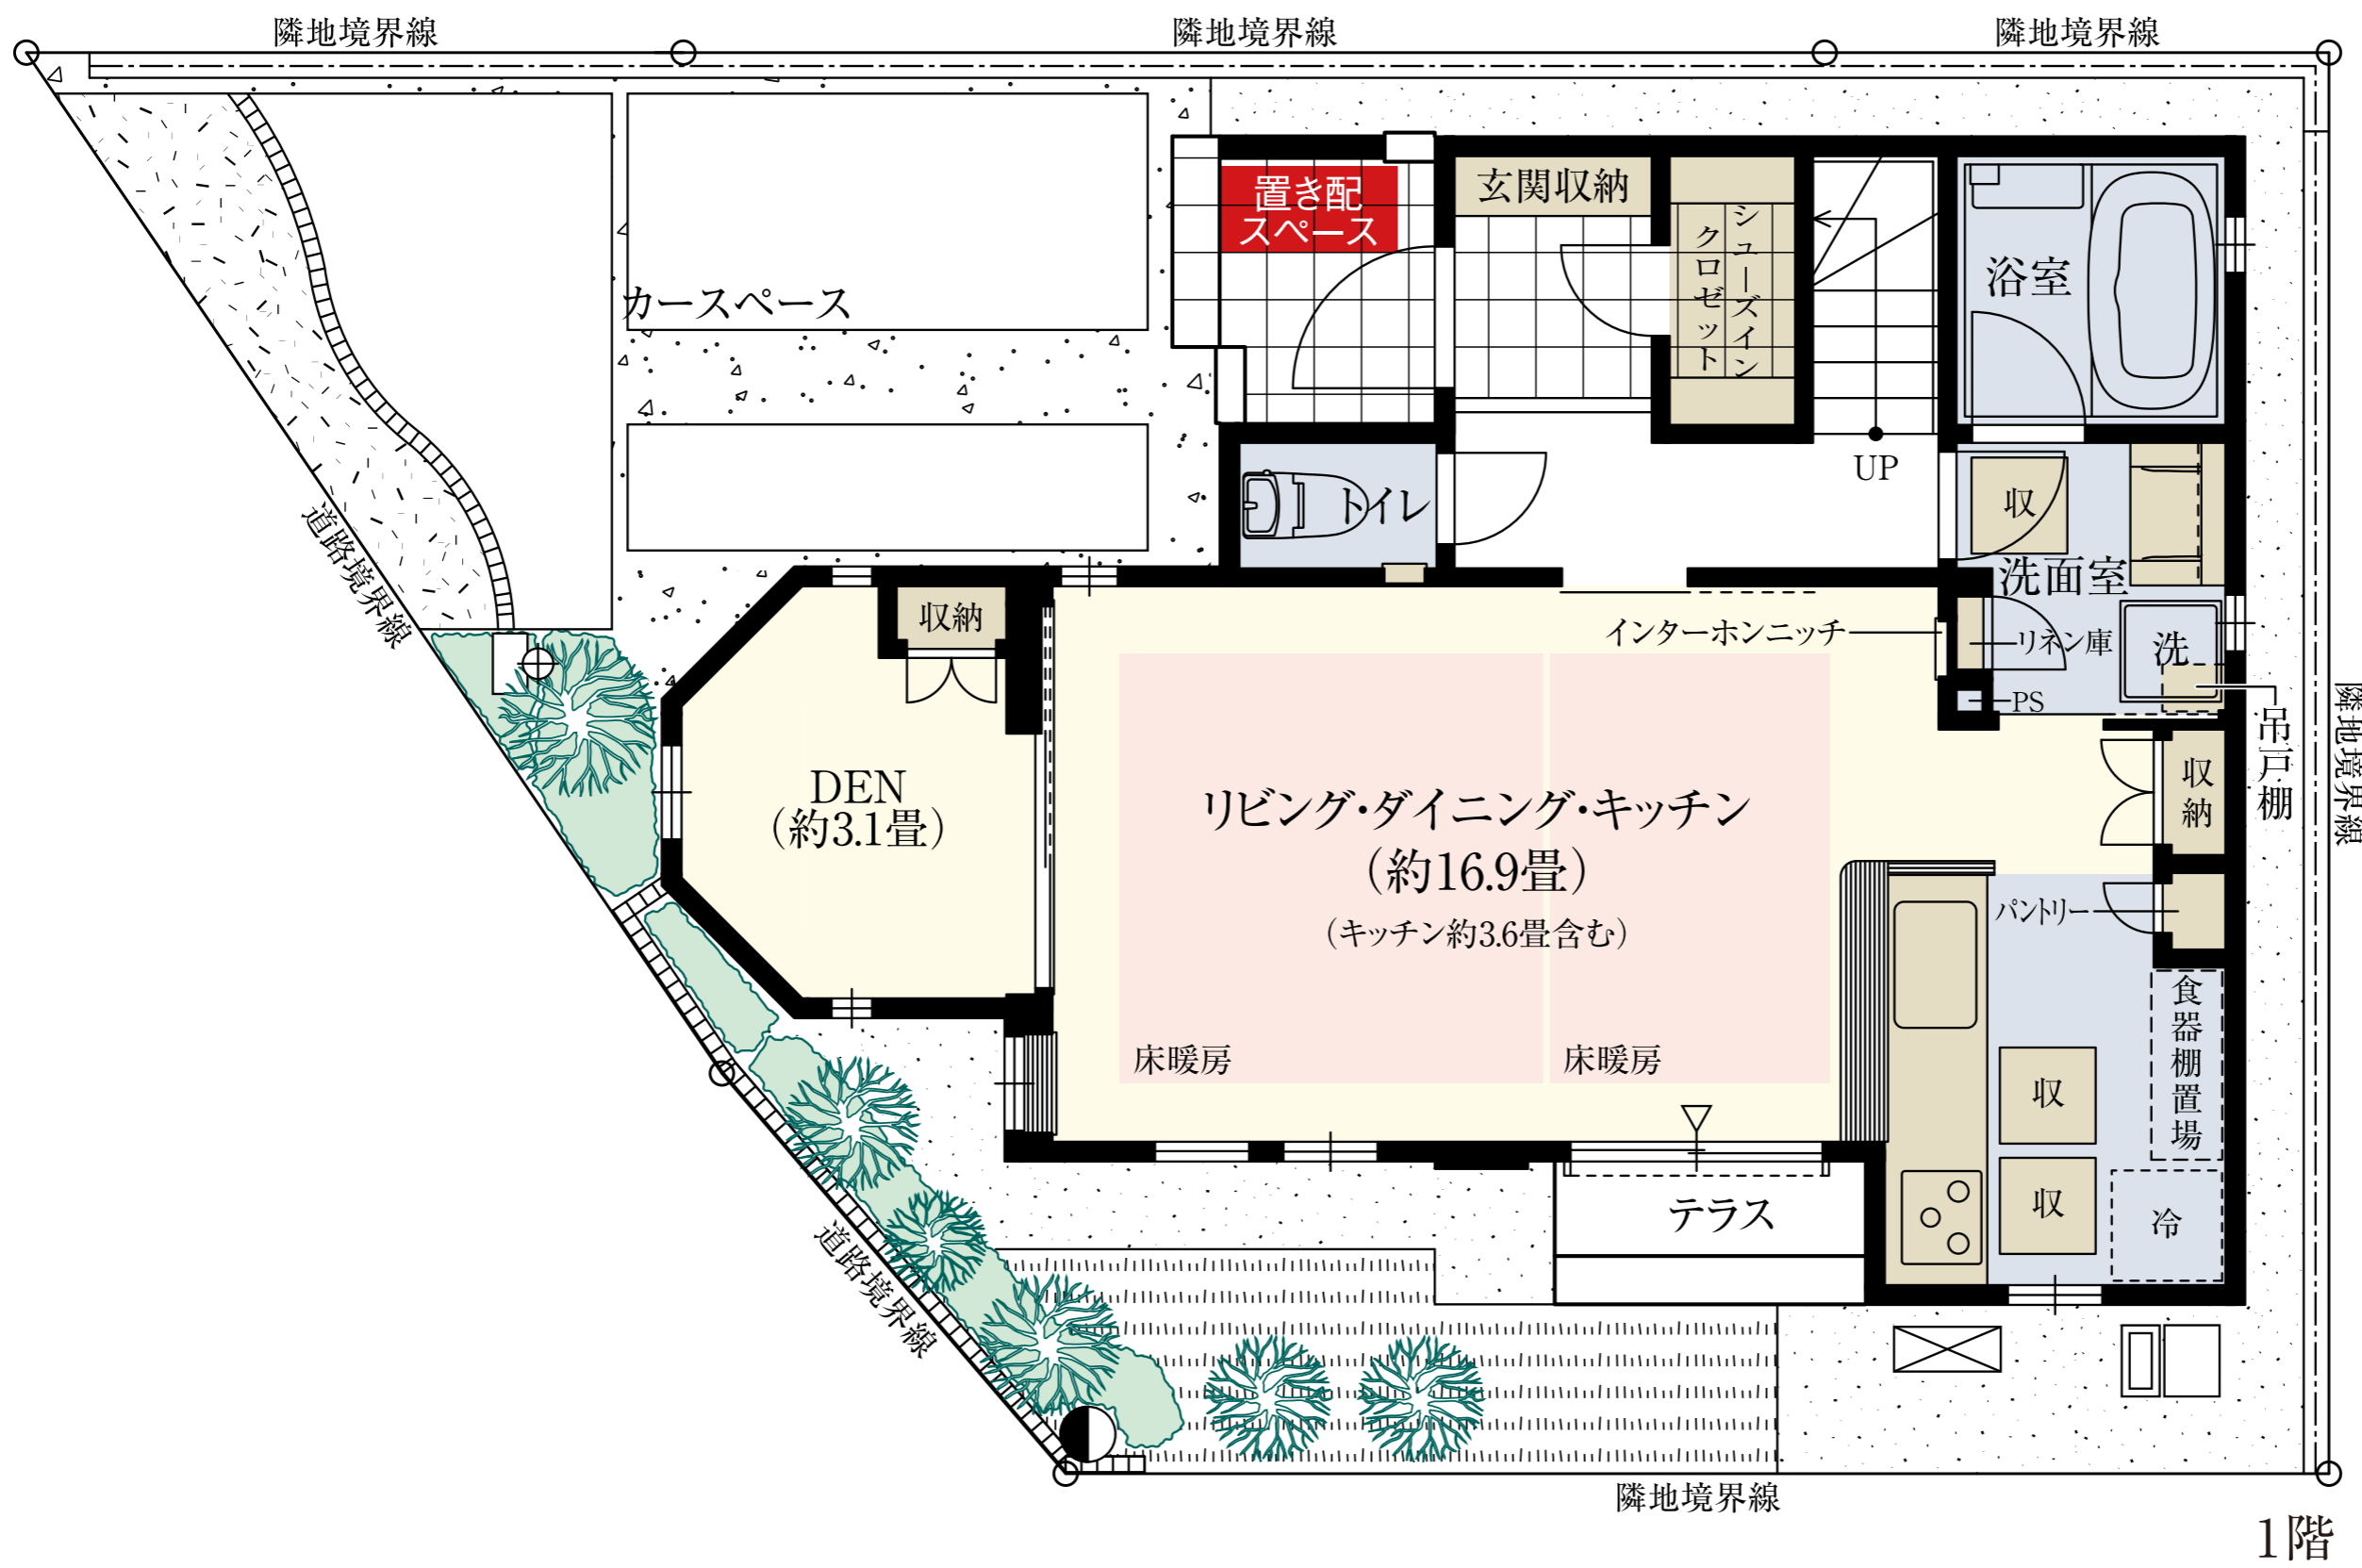 隣地境界線
隣地境界線
隣地境界線
置き配
スペース
玄関収納
シューズイン
クロゼット
浴室
カースペース
UP
トイレ
収
洗面室
道路境界線
収納
インターホンニッチ
リネン庫
洗
PS
吊戸棚
隣地境界線
DEN
（約3.1畳）
リビング・ダイニング・キッチン
（約16.9畳）
（キッチン約3.6畳含む）
収納
パントリー
食器棚置場
床暖房
床暖房
収
収
冷
テラス
道路境界線
隣地境界線
1階